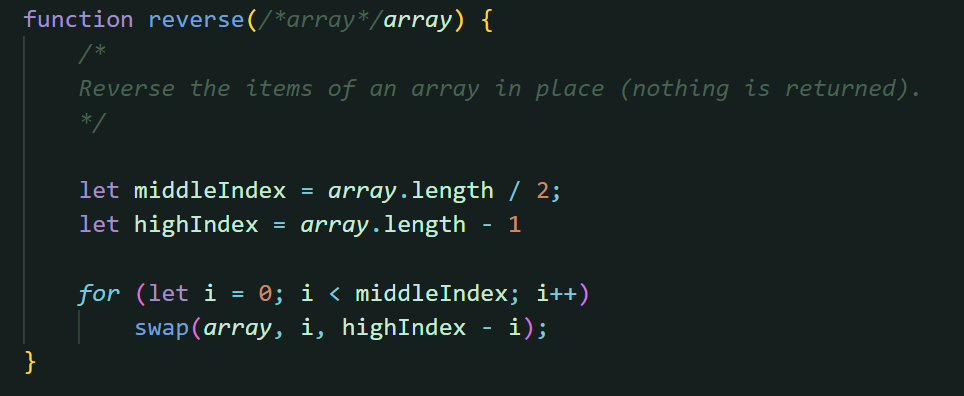 function reverse(/*array*/array) {
    /*
    Reverse the items of an array in place (nothing is returned).
    */

    let middleIndex = array.length / 2;
    let highIndex = array.length - 1

    for (let i = 0; i < middleIndex; i++)
        swap(array, i, highIndex - i);
}